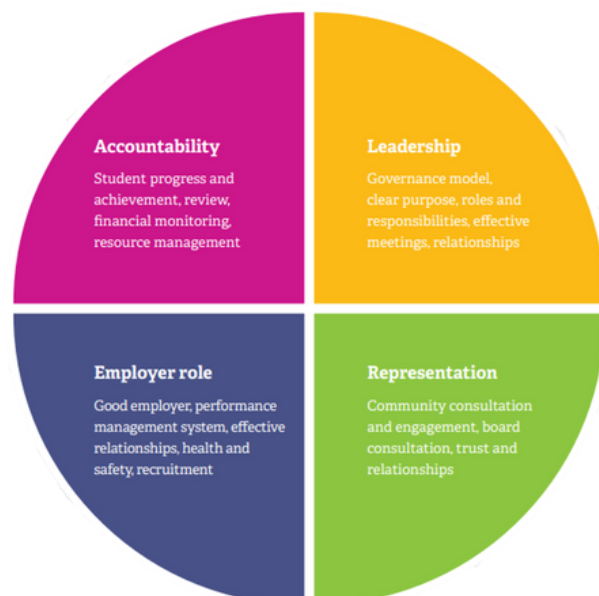 Accountability
Student progress and
achievement, review,
financial monitoring,
resource management
Leadership
Governance model,
clear purpose, roles and
responsibilities, effective
meetings, relationships
Employer role
Good employer, performance
management system, effective
relationships, health and
safety, recruitment
Representation
Community consultation
and engagement, board
consultation, trust and
relationships